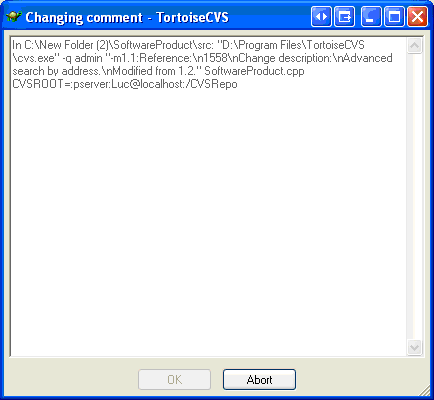 Changing comment - TortoiseCVS
In C:\New Folder (2)\SoftwareProduct\src: "D:\Program Files\TortoiseCVS
\cvs.exe" -q admin "-m1.1:Reference:\n1558\nChange description:\nAdvanced
search by address.\nModified from 1.2." SoftwareProduct.cpp
CVSROOT=:pserver:Luc@localhost:/CVSRepo
OK Abort